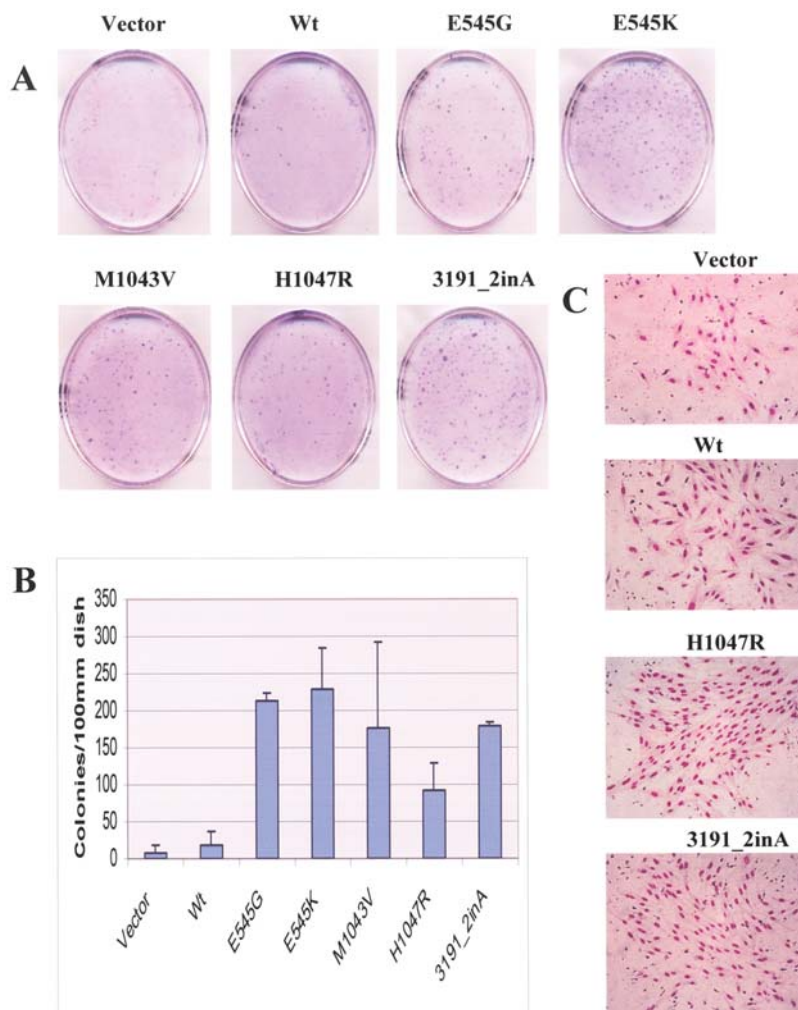 Vector Wt E545G E545K
A
M1043V H1047R 3191_2inA
B
Colonies/100mm dish
350
300
250
200
150
100
50
0
Vector Wt E545G E545K M1043V H1047R 3191_2inA
C
Vector
Wt
H1047R
3191_2inA